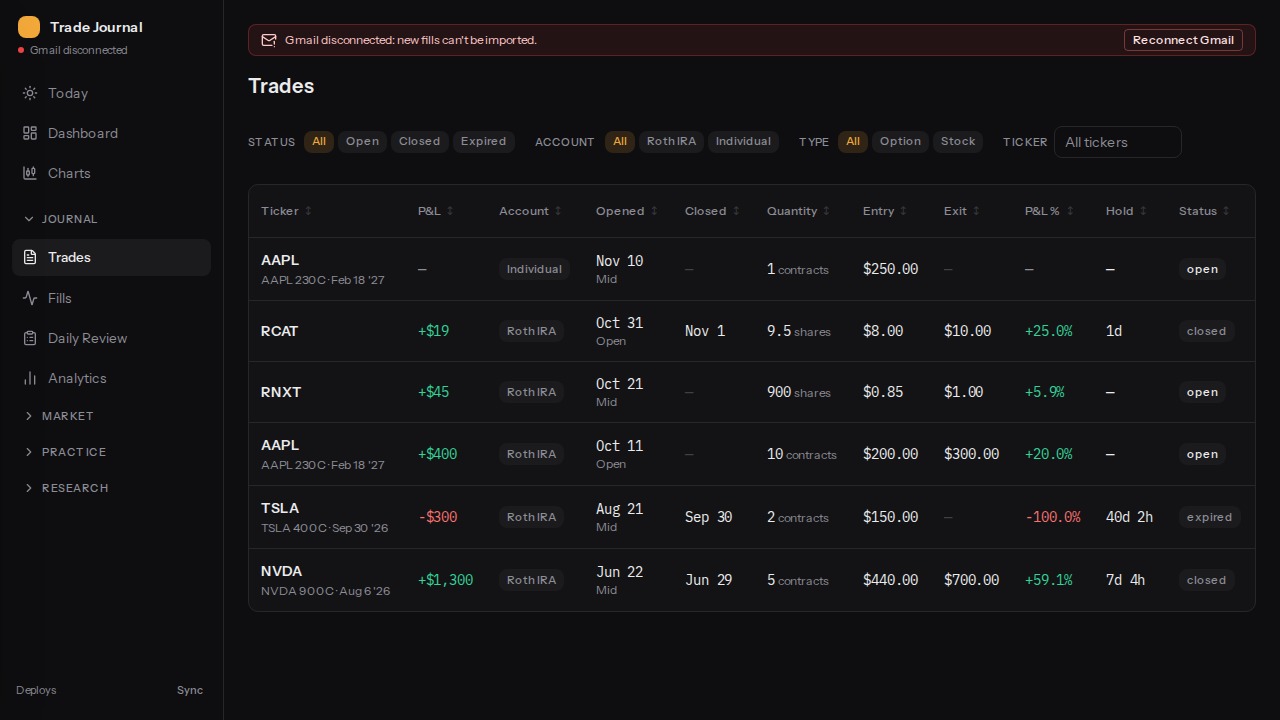 Trade Journal
Gmail disconnected
Today
Dashboard
Charts
JOURNAL
Trades
Fills
Daily Review
Analytics
MARKET
PRACTICE
RESEARCH
Deploys
Sync
Gmail disconnected: new fills can't be imported.
Reconnect Gmail
Trades
STATUS All Open Closed Expired ACCOUNT All Roth IRA Individual TYPE All Option Stock TICKER All tickers
Ticker P&L Account Opened Closed Quantity Entry Exit P&L % Hold Status
AAPL
AAPL 230C · Feb 18 '27
— Individual
Nov 10
Mid
— 1 contracts $250.00 — — — open
RCAT +$19 Roth IRA
Oct 31
Open
Nov 1 9.5 shares $8.00 $10.00 +25.0% 1d closed
RNXT +$45 Roth IRA
Oct 21
Mid
— 900 shares $0.85 $1.00 +5.9% — open
AAPL
AAPL 230C · Feb 18 '27
+$400 Roth IRA
Oct 11
Open
— 10 contracts $200.00 $300.00 +20.0% — open
TSLA
TSLA 400C · Sep 30 '26
-$300 Roth IRA
Aug 21
Mid
Sep 30 2 contracts $150.00 — -100.0% 40d 2h expired
NVDA
NVDA 900C · Aug 6 '26
+$1,300 Roth IRA
Jun 22
Mid
Jun 29 5 contracts $440.00 $700.00 +59.1% 7d 4h closed